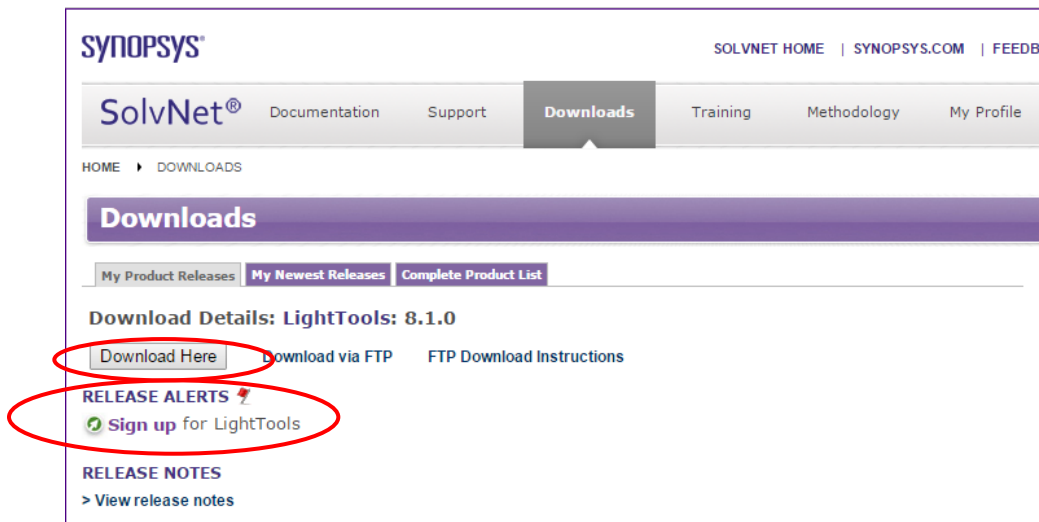 SYNOPSYS®
SOLVNET HOME | SYNOPSYS.COM | FEEDB
SolvNet® Documentation Support Downloads Training Methodology My Profile
HOME DOWNLOADS
Downloads
My Product Releases My Newest Releases Complete Product List
Download Details: LightTools: 8.1.0
Download Here Download via FTP FTP Download Instructions
RELEASE ALERTS
Sign up for LightTools
RELEASE NOTES
> View release notes